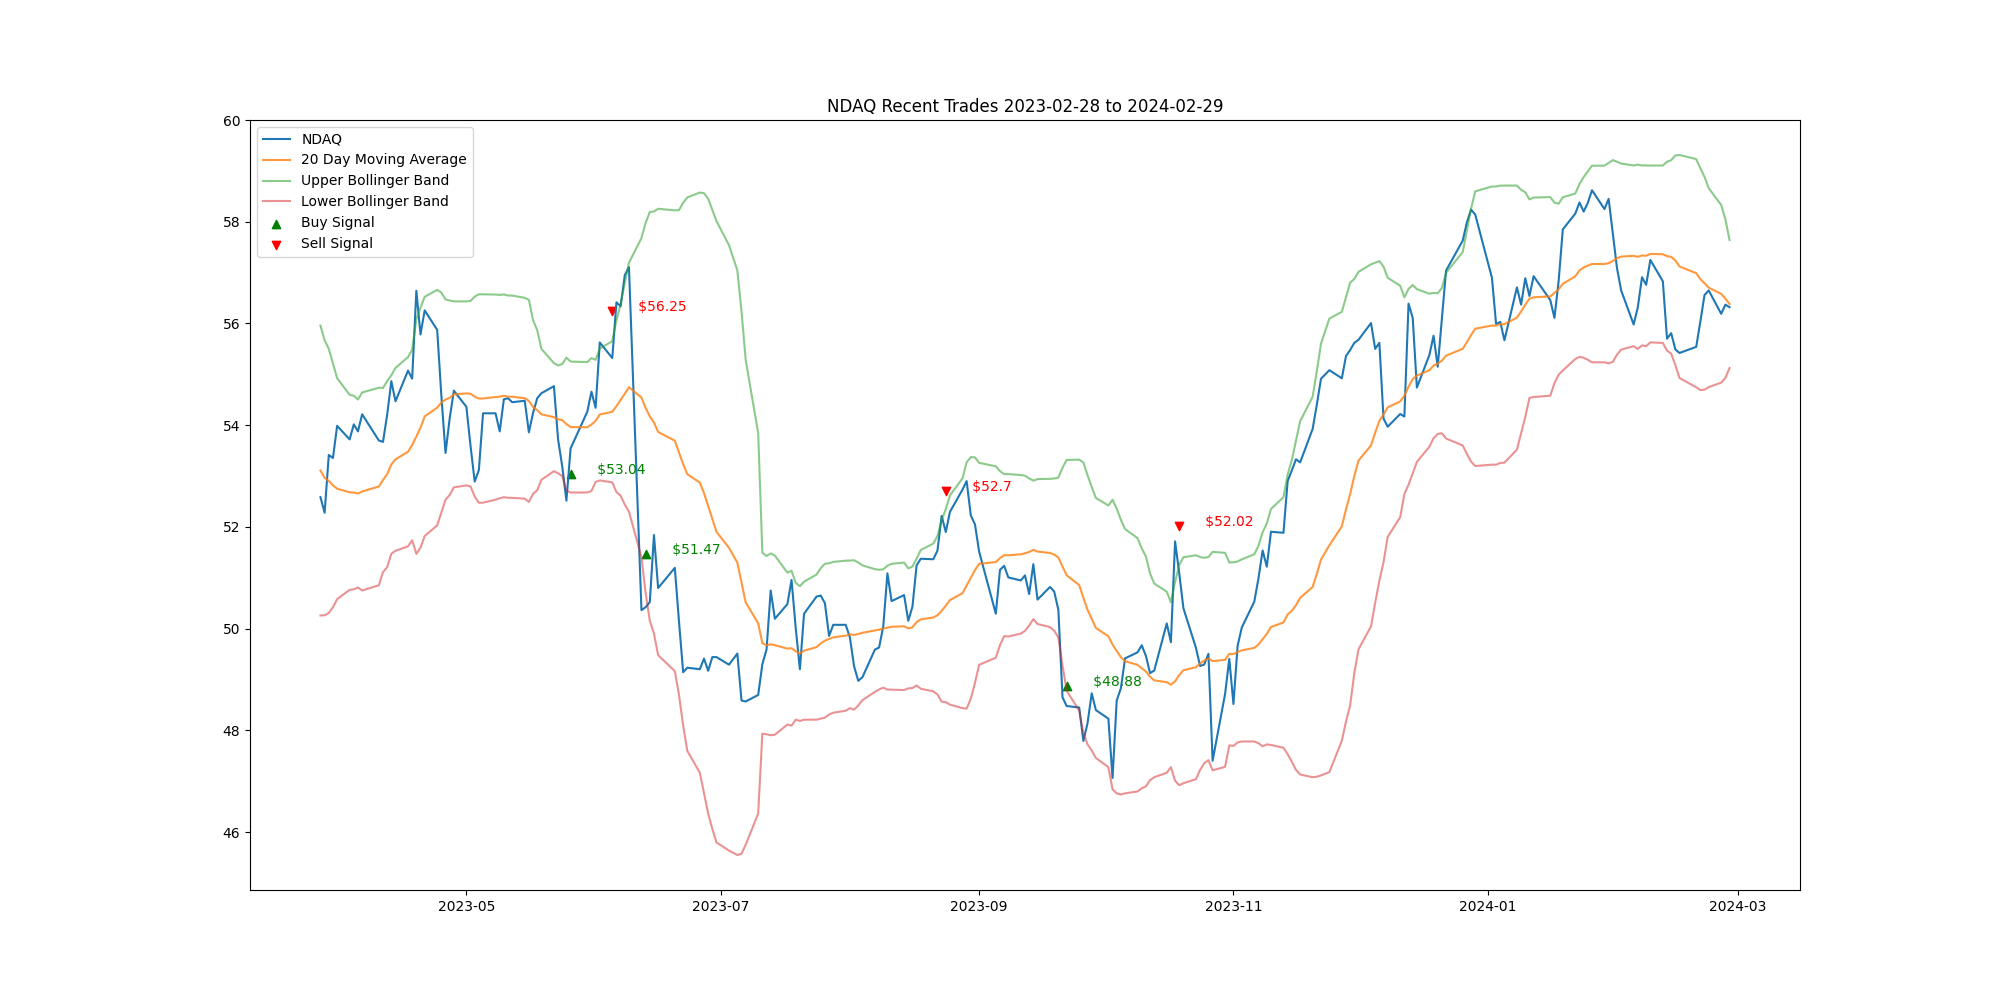 NDAQ Recent Trades 2023-02-28 to 2024-02-29
60
58
56
54
52
50
48
46
NDAQ
20 Day Moving Average
Upper Bollinger Band
Lower Bollinger Band
Buy Signal
Sell Signal
$56.25
$53.04
$52.7
$52.02
$51.47
$48.88
2023-05
2023-07
2023-09
2023-11
2024-01
2024-03